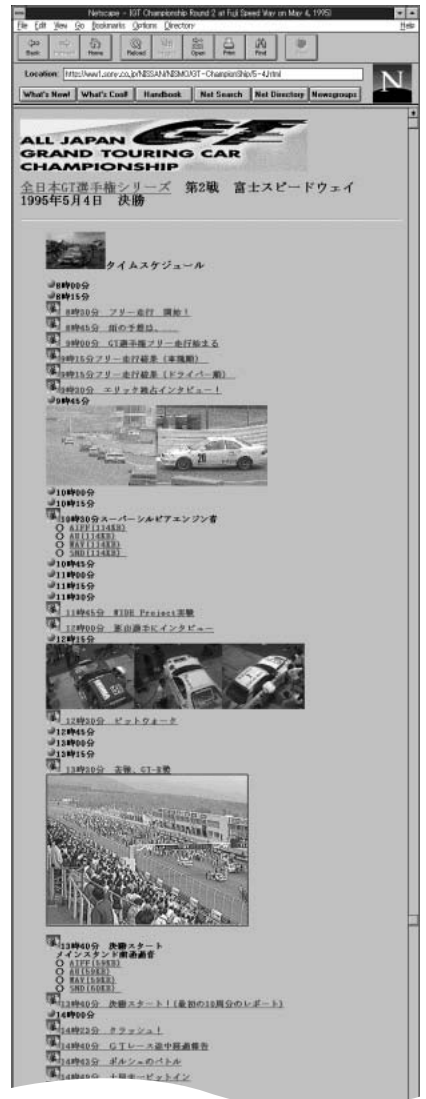 Netscape - [GT Championship Round 2 at Fuji Speed Way on May 4, 1995]
File Edit View Go Bookmarks Options Directory Help
Back Home Reload Open Print Find
Location: http://www1.sony.co.jp/NISSAN/NISMO/GT-ChampionShip/5-4.html
What's New! What's Cool! Handbook Net Search Net Directory Newsgroups
N
GT
ALL JAPAN
GRAND TOURING CAR
CHAMPIONSHIP
全日本GT選手権シリーズ 第2戦 富士スピードウェイ
1995年5月4日 決勝
タイムスケジュール
8時00分
8時15分
8時30分 フリー走行 開始!
8時45分 の予想は、...
9時00分 GT選手権フリー走行始まる
9時15分フリー走行結果(車種順)
9時15分フリー走行結果(ドライバー順)
9時30分 エリック独占インタビュー!
9時45分
10時00分
10時15分
10時30分スーパーシルビアエンジン音
AIFF(114KB)
AU(114KB)
WAV(114KB)
SND(114KB)
10時45分
11時00分
11時15分
11時30分
11時45分 WIDE Project実験
12時00分 影山選手にインタビュー
12時15分
12時30分 ピットウォーク
12時45分
13時00分
13時15分
13時30分 GT-R
13時40分 決勝スタート
メインスタンド前通過音
AIFF(59KB)
AU(59KB)
WAV(59KB)
SND(60KB)
13時40分 決勝スタート!(最初の10周分のレポート)
14時00分
14時23分 クラッシュ!
14時40分 GTレース途中経過報告
14時43分 ポルシェのバトル
14時49分 ピットイン